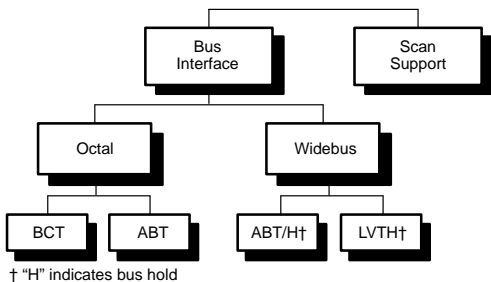 Bus
Interface
Scan
Support
Octal
Widebus
BCT
ABT
ABT/H†
LVTH†
† “H” indicates bus hold